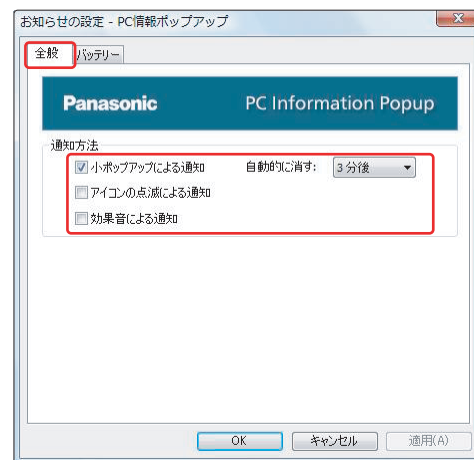 お知らせの設定 - PC情報ポップアップ
全般 バッテリー
Panasonic PC Information Popup
通知方法
小ポップアップによる通知 自動的に消す: 3分後
アイコンの点滅による通知
効果音による通知
OK キャンセル 適用(A)